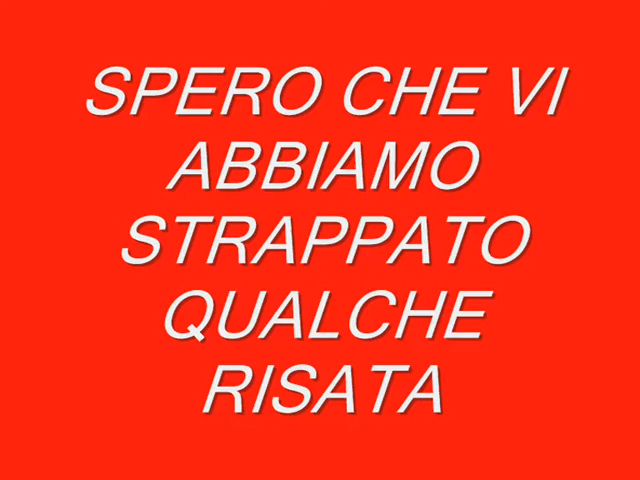 SPERO CHE VI
ABBIAMO
STRAPPATO
QUALCHE
RISATA